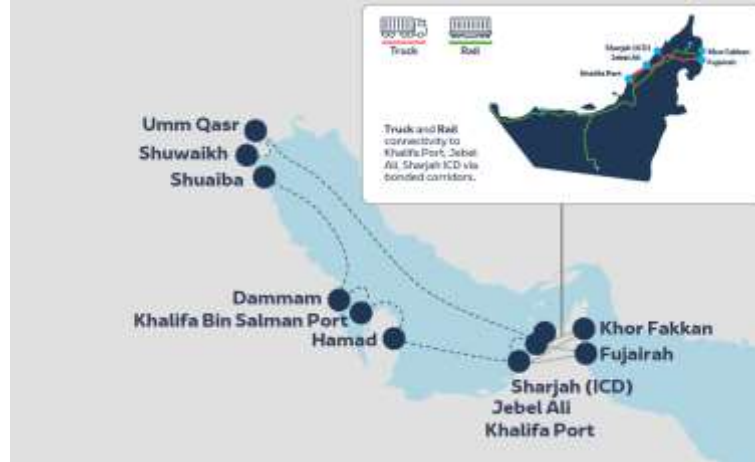 Truck
Rail
Sharjah (ICD)
Jebel Ali
Khalifa Port
Khor Fakkan
Fujairah
Truck and Rail
connectivity to
Khalifa Port, Jebel
Ali, Sharjah ICD via
bonded corridors.
Umm Qasr
Shuwaikh
Shuaiba
Dammam
Khalifa Bin Salman Port
Hamad
Khor Fakkan
Fujairah
Sharjah (ICD)
Jebel Ali
Khalifa Port